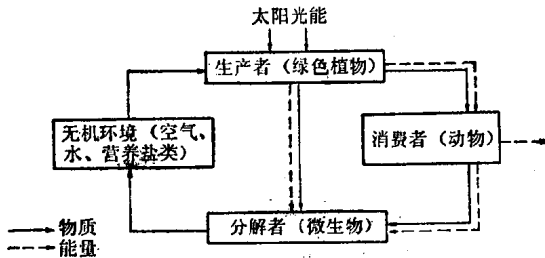 太阳光能
生产者（绿色植物）
无机环境（空气、
水、营养盐类）
消费者（动物）
分解者（微生物）
物质
能量